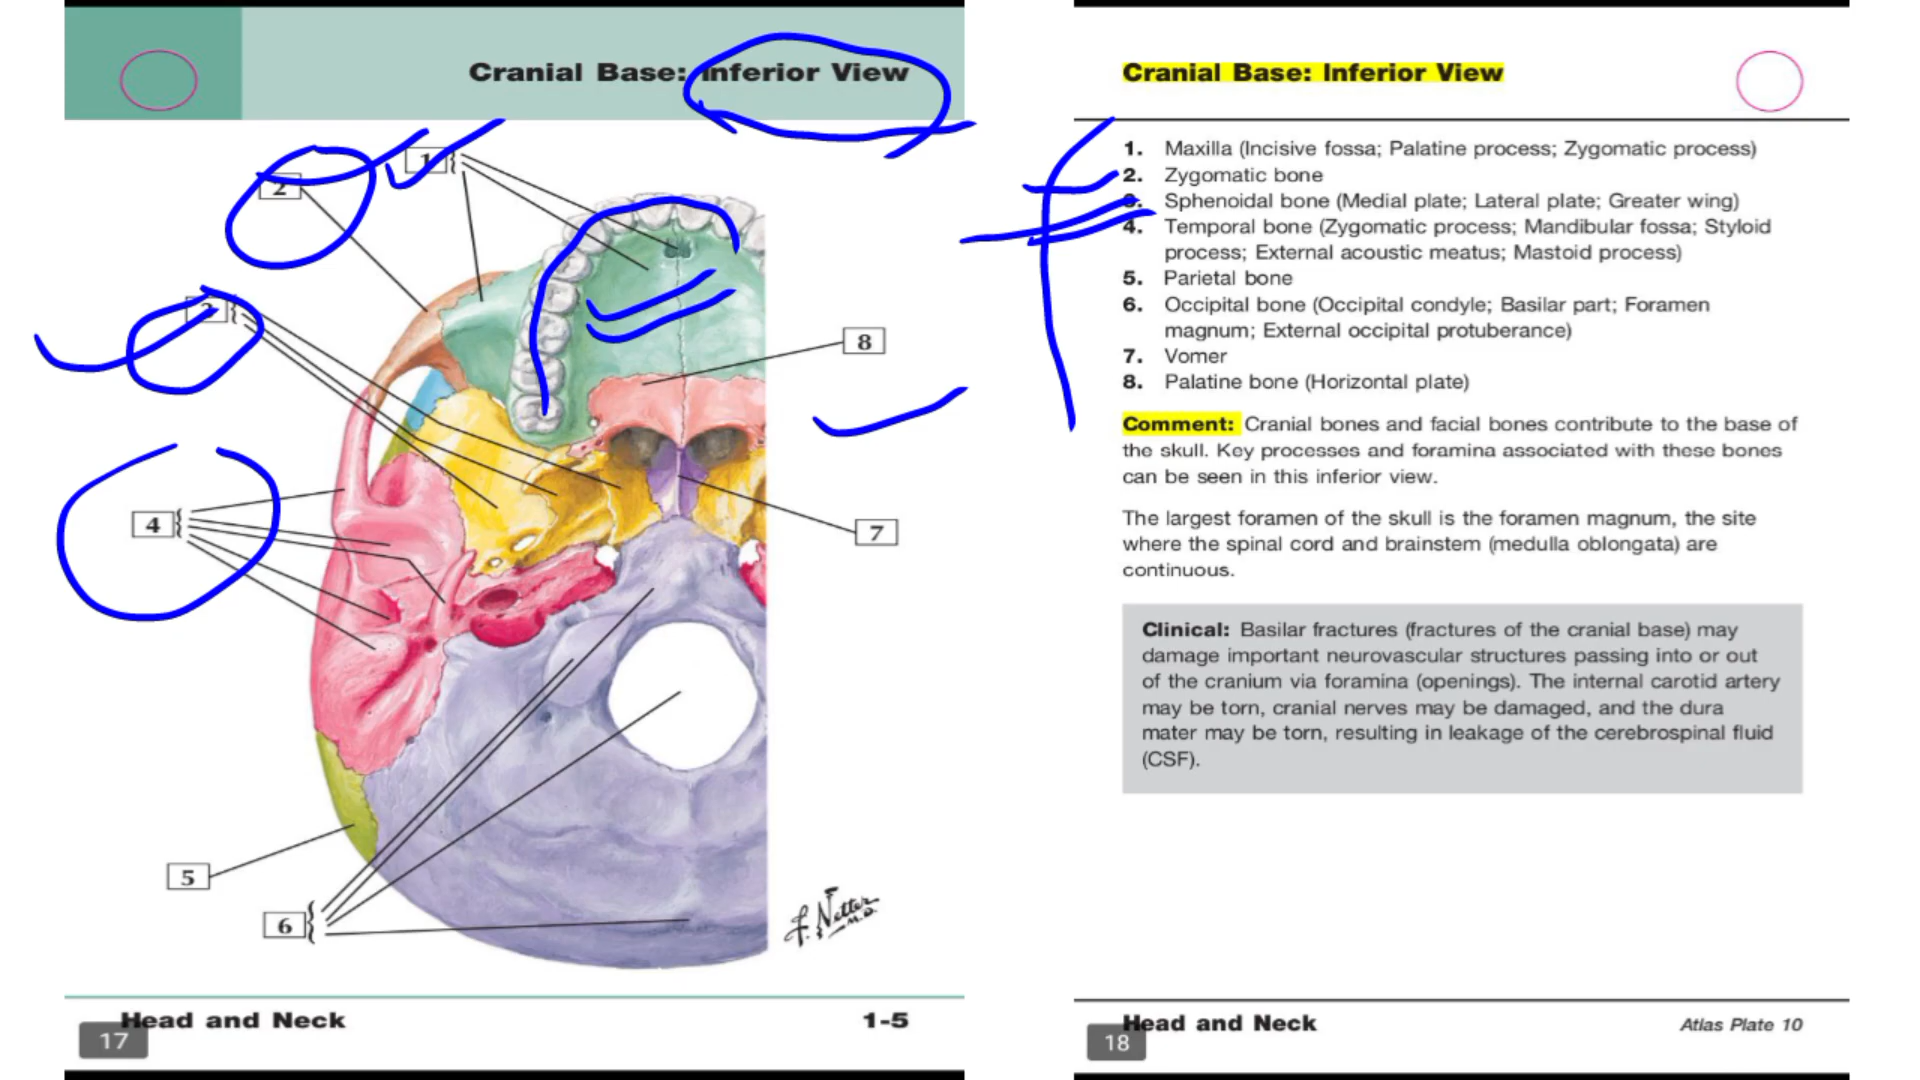 Cranial Base: Inferior View
1
2
3
8
4
7
5
6
F. Netter M.D.
Head and Neck
1-5
17
Cranial Base: Inferior View
1. Maxilla (Incisive fossa; Palatine process; Zygomatic process)
2. Zygomatic bone
3. Sphenoidal bone (Medial plate; Lateral plate; Greater wing)
4. Temporal bone (Zygomatic process; Mandibular fossa; Styloid
process; External acoustic meatus; Mastoid process)
5. Parietal bone
6. Occipital bone (Occipital condyle; Basilar part; Foramen
magnum; External occipital protuberance)
7. Vomer
8. Palatine bone (Horizontal plate)
Comment: Cranial bones and facial bones contribute to the base of
the skull. Key processes and foramina associated with these bones
can be seen in this inferior view.
The largest foramen of the skull is the foramen magnum, the site
where the spinal cord and brainstem (medulla oblongata) are
continuous.
Clinical: Basilar fractures (fractures of the cranial base) may
damage important neurovascular structures passing into or out
of the cranium via foramina (openings). The internal carotid artery
may be torn, cranial nerves may be damaged, and the dura
mater may be torn, resulting in leakage of the cerebrospinal fluid
(CSF).
Head and Neck
Atlas Plate 10
18